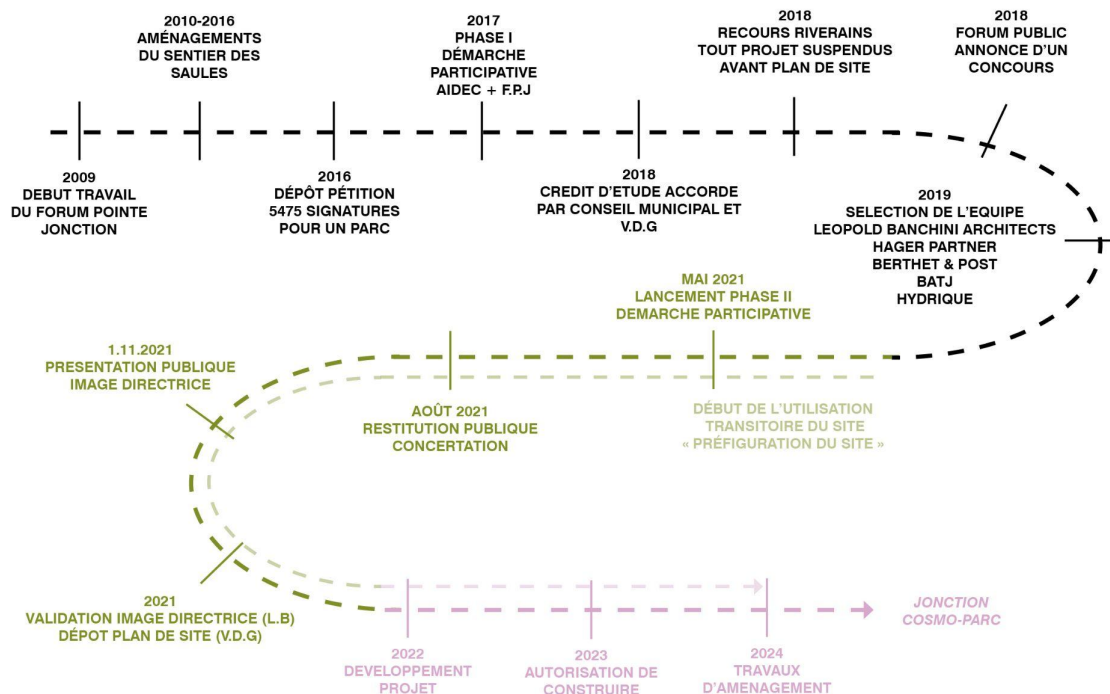 2009
DEBUT TRAVAIL
DU FORUM POINTE
JONCTION
2010-2016
AMÉNAGEMENTS
DU SENTIER DES
SAULES
2016
DÉPÔT PÉTITION
5475 SIGNATURES
POUR UN PARC
2017
PHASE I
DÉMARCHE
PARTICIPATIVE
AIDEC + F.P.J
2018
CREDIT D'ETUDE ACCORDE
PAR CONSEIL MUNICIPAL ET
V.D.G
2018
RECOURS RIVERAINS
TOUT PROJET SUSPENDUS
AVANT PLAN DE SITE
2018
FORUM PUBLIC
ANNONCE D'UN
CONCOURS
2019
SELECTION DE L'EQUIPE
LEOPOLD BANCHINI ARCHITECTS
HAGER PARTNER
BERTHET & POST
BATJ
HYDRIQUE
MAI 2021
LANCEMENT PHASE II
DEMARCHE PARTICIPATIVE
DÉBUT DE L'UTILISATION
TRANSITOIRE DU SITE
« PRÉFIGURATION DU SITE »
AOÛT 2021
RESTITUTION PUBLIQUE
CONCERTATION
1.11.2021
PRESENTATION PUBLIQUE
IMAGE DIRECTRICE
2021
VALIDATION IMAGE DIRECTRICE (L.B)
DÉPOT PLAN DE SITE (V.D.G)
2022
DEVELOPPEMENT
PROJET
2023
AUTORISATION DE
CONSTRUIRE
2024
TRAVAUX
D'AMENAGEMENT
JONCTION
COSMO-PARC